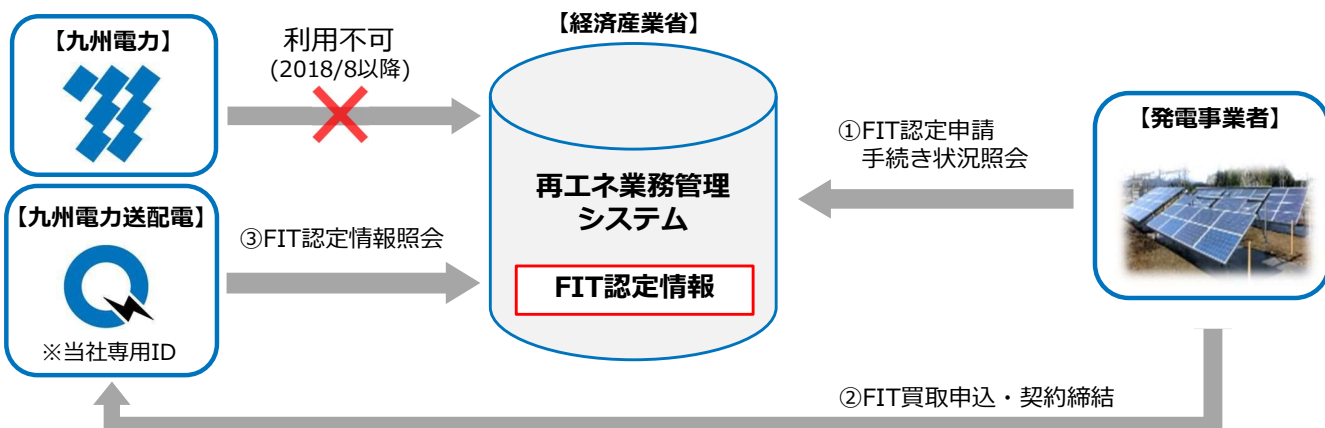 【経済産業省】
【九州電力】
利用不可
(2018/8以降)
①FIT認定申請
手続き状況照会
【発電事業者】
再エネ業務管理
システム
【九州電力送配電】
③FIT認定情報照会
FIT認定情報
※当社専用ID
②FIT買取申込・契約締結